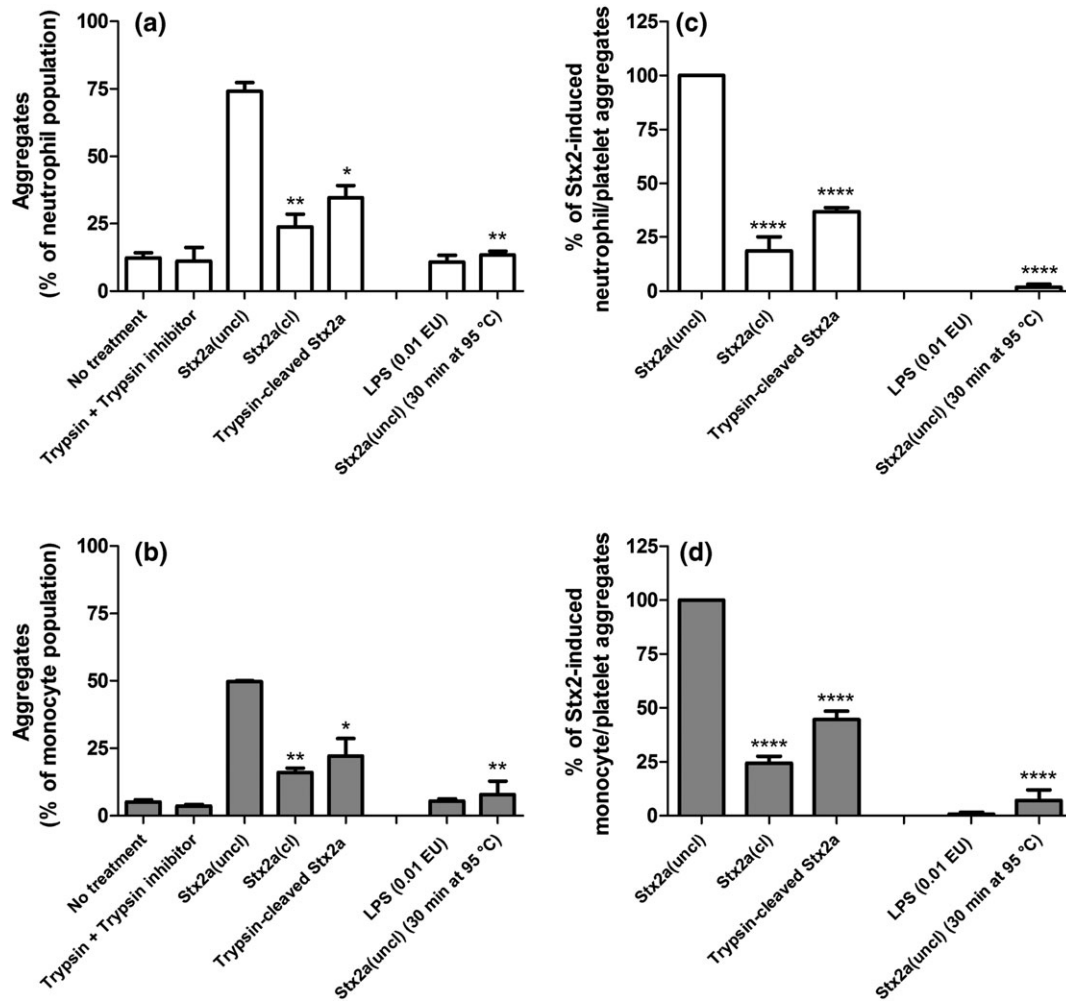 (a)
Aggregates
(% of neutrophil population)
100
75
50
25
0
**
*
**
No treatment
Trypsin + Trypsin inhibitor
Stx2a(uncl)
Stx2a(cl)
Trypsin-cleaved Stx2a
LPS (0.01 EU)
Stx2a(uncl) (30 min at 95 °C)
(c)
% of Stx2-induced
neutrophil/platelet aggregates
125
100
75
50
25
0
****
****
****
Stx2a(uncl)
Stx2a(cl)
Trypsin-cleaved Stx2a
LPS (0.01 EU)
Stx2a(uncl) (30 min at 95 °C)
(b)
Aggregates
(% of monocyte population)
100
75
50
25
0
**
*
**
No treatment
Trypsin + Trypsin inhibitor
Stx2a(uncl)
Stx2a(cl)
Trypsin-cleaved Stx2a
LPS (0.01 EU)
Stx2a(uncl) (30 min at 95 °C)
(d)
% of Stx2-induced
monocyte/platelet aggregates
125
100
75
50
25
0
****
****
****
Stx2a(uncl)
Stx2a(cl)
Trypsin-cleaved Stx2a
LPS (0.01 EU)
Stx2a(uncl) (30 min at 95 °C)